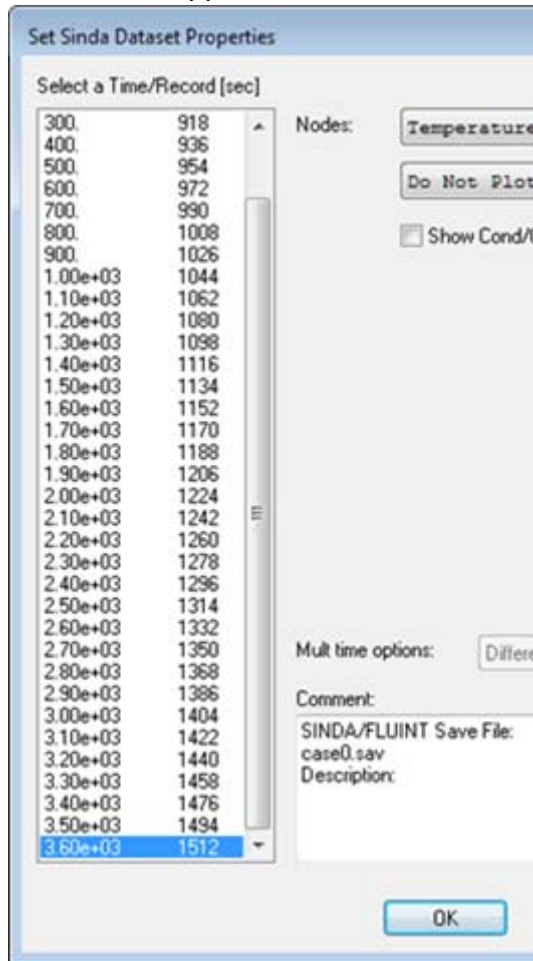 Set Sinda Dataset Properties
Select a Time/Record [sec]
300. 918
400. 936
500. 954
600. 972
700. 990
800. 1008
900. 1026
1.00e+03 1044
1.10e+03 1062
1.20e+03 1080
1.30e+03 1098
1.40e+03 1116
1.50e+03 1134
1.60e+03 1152
1.70e+03 1170
1.80e+03 1188
1.90e+03 1206
2.00e+03 1224
2.10e+03 1242
2.20e+03 1260
2.30e+03 1278
2.40e+03 1296
2.50e+03 1314
2.60e+03 1332
2.70e+03 1350
2.80e+03 1368
2.90e+03 1386
3.00e+03 1404
3.10e+03 1422
3.20e+03 1440
3.30e+03 1458
3.40e+03 1476
3.50e+03 1494
3.60e+03 1512
Nodes: Temperature
Do Not Plot
Show Cond/
Mult time options: Differe
Comment:
SINDA/FLUINT Save File:
case0.sav
Description:
OK